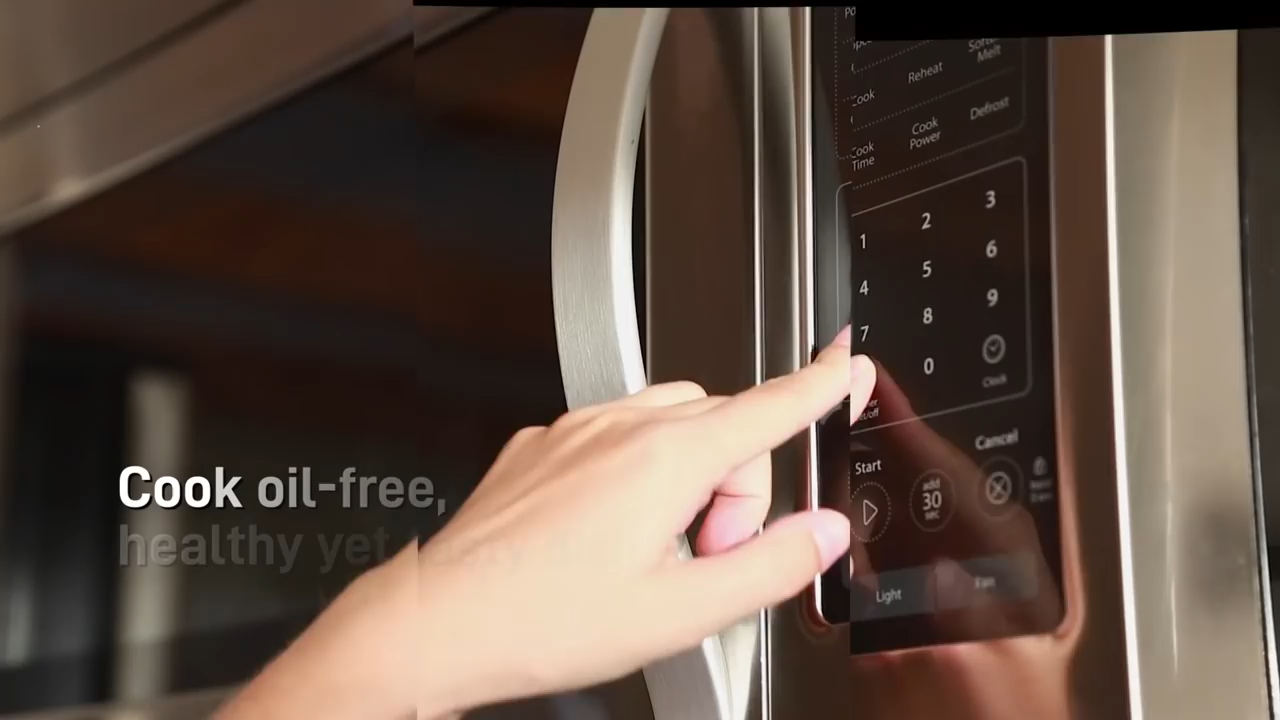 Cook oil-free,
healthy yet
Reheat
Melt
Cook
Cook
Power
Defrost
Cook
Time
1 2 3
4 5 6
7 8 9
0
Clock
Start
Cancel
add
30
sec
Light
Fan